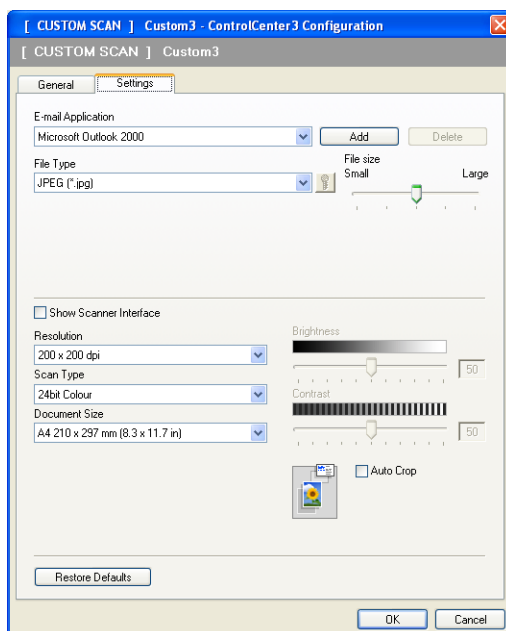 [ CUSTOM SCAN ]   Custom3 - ControlCenter3 Configuration
[ CUSTOM SCAN ]   Custom3
General Settings
E-mail Application
Microsoft Outlook 2000 Add Delete
File Type File size
JPEG (*.jpg) Small Large
Show Scanner Interface
Resolution Brightness
200 x 200 dpi 50
Scan Type
24bit Colour Contrast
Document Size
A4 210 x 297 mm (8.3 x 11.7 in) 50
Auto Crop
Restore Defaults
OK Cancel